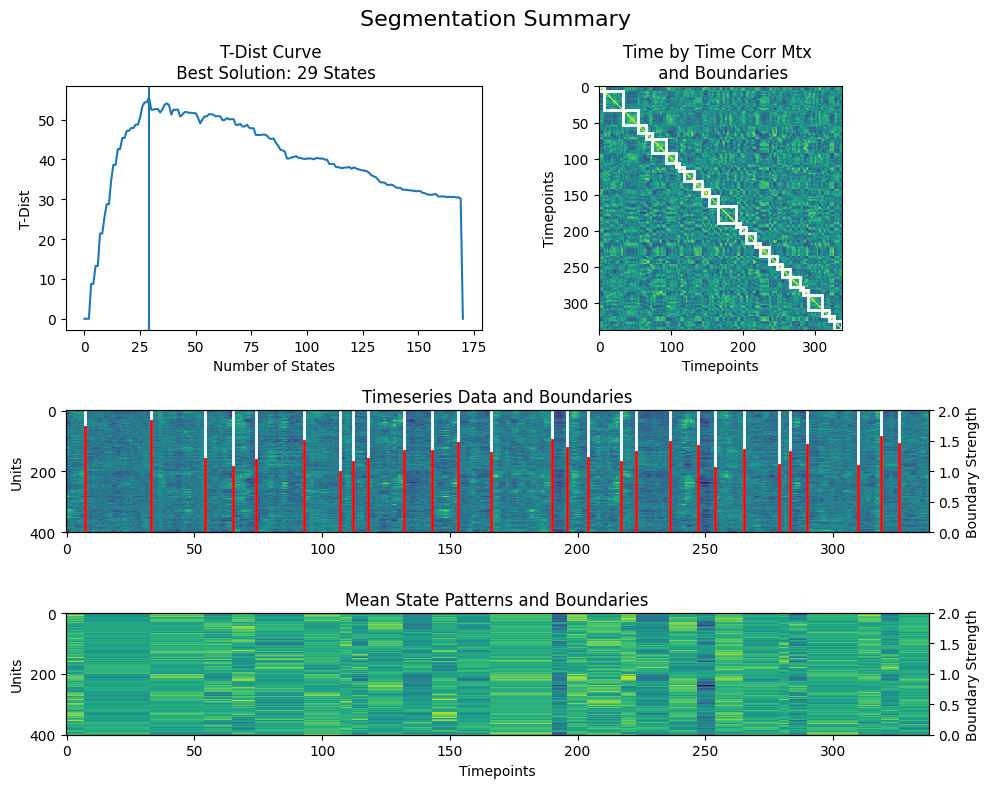 Segmentation Summary
T-Dist Curve
Best Solution: 29 States
T-Dist
50
40
30
20
10
0
0 25 50 75 100 125 150 175
Number of States
Time by Time Corr Mtx
and Boundaries
Timepoints
0
50
100
150
200
250
300
0 100 200 300
Timepoints
Timeseries Data and Boundaries
Units
0
200
400
0 50 100 150 200 250 300
2.0
1.5
1.0
0.5
0.0
Boundary Strength
Mean State Patterns and Boundaries
Units
0
200
400
0 50 100 150 200 250 300
Timepoints
2.0
1.5
1.0
0.5
0.0
Boundary Strength